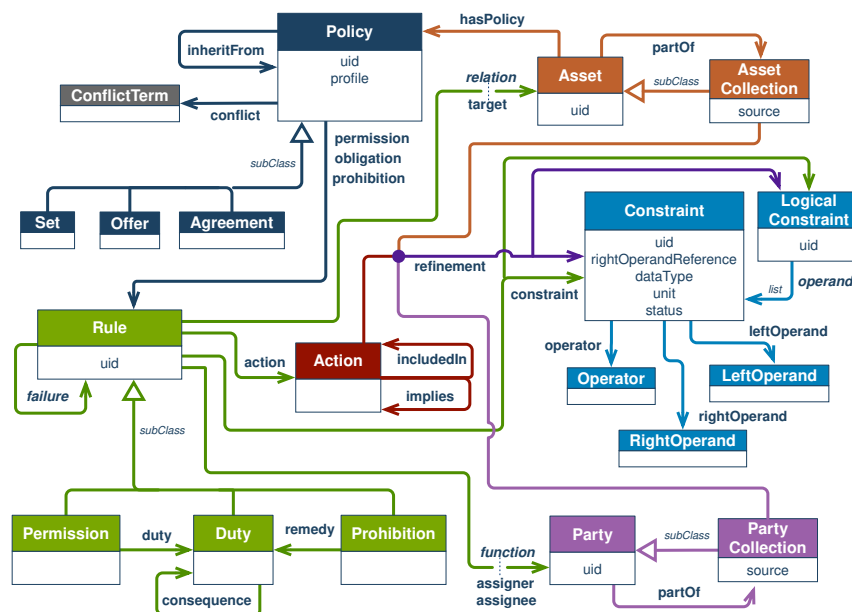 hasPolicy
Policy
inheritFrom
uid
profile
partOf
Asset
Asset
Collection
relation
subClass
uid
source
target
ConflictTerm
conflict
permission
obligation
prohibition
subClass
Set
Offer
Agreement
Constraint
Logical
Constraint
uid
uid
rightOperandReference
dataType
unit
status
refinement
constraint
list
operand
Rule
uid
action
Action
includedIn
implies
failure
operator
leftOperand
Operator
LeftOperand
rightOperand
RightOperand
subClass
Permission
duty
Duty
remedy
Prohibition
consequence
function
assigner
assignee
Party
uid
subClass
Party
Collection
source
partOf